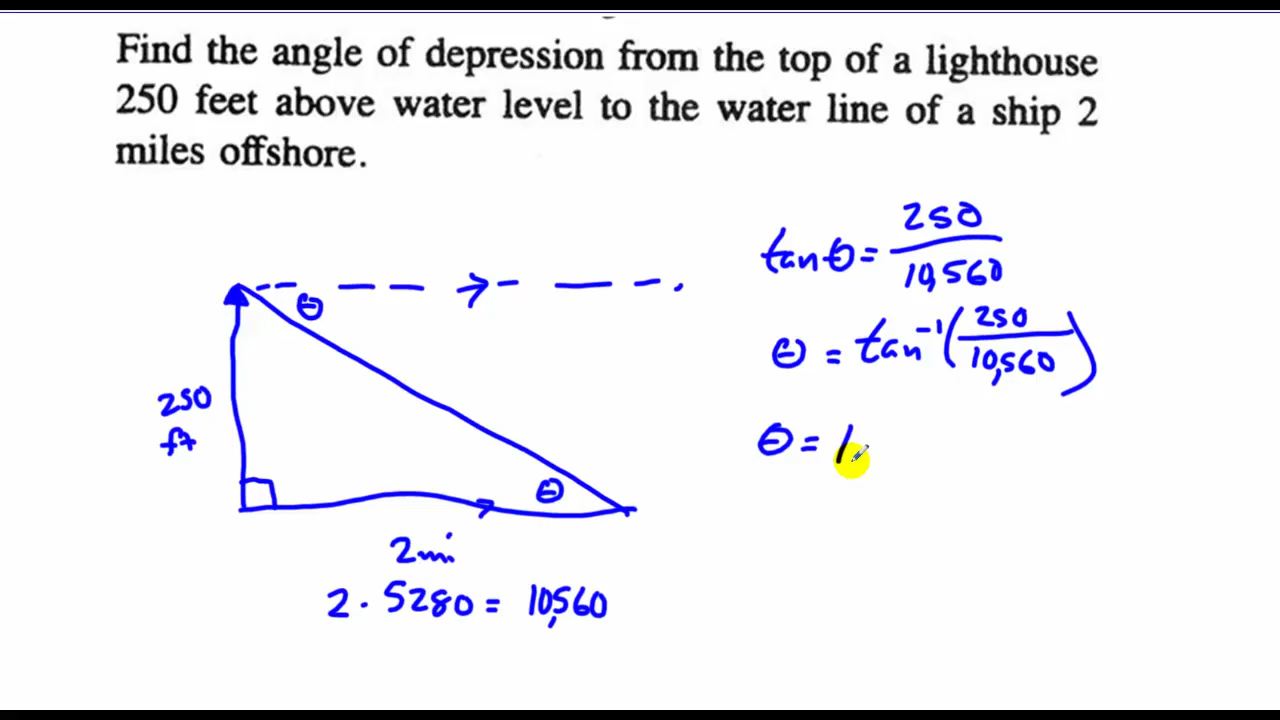 Find the angle of depression from the top of a lighthouse
250 feet above water level to the water line of a ship 2
miles offshore.
tanθ = 250/10,560
θ = tan⁻¹(250/10,560)
θ
250
ft
θ =
θ
2mi
2 · 5280 = 10,560